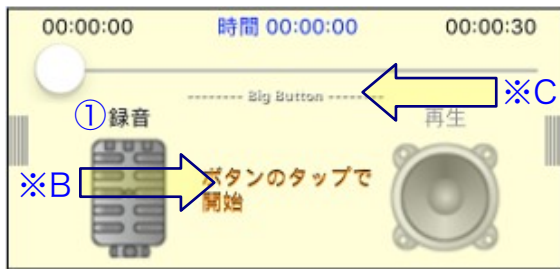 00:00:00 時間 00:00:00 00:00:30
-------- Big Button --------
※C
①録音 再生
※B
ボタンのタップで
開始